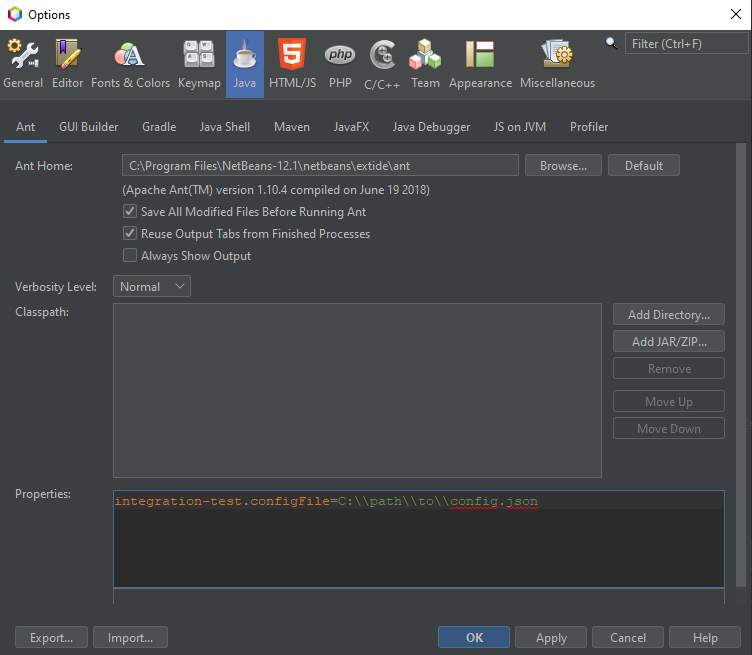 Options
Filter (Ctrl+F)
General Editor Fonts & Colors Keymap Java HTML/JS PHP C/C++ Team Appearance Miscellaneous
Ant GUI Builder Gradle Java Shell Maven JavaFX Java Debugger JS on JVM Profiler
Ant Home: C:\Program Files\NetBeans-12.1\netbeans\extide\ant Browse... Default
(Apache Ant(TM) version 1.10.4 compiled on June 19 2018)
Save All Modified Files Before Running Ant
Reuse Output Tabs from Finished Processes
Always Show Output
Verbosity Level: Normal
Classpath:
Add Directory...
Add JAR/ZIP...
Remove
Move Up
Move Down
Properties:
integration-test.configFile=C:\\path\\to\\config.json
Export... Import... OK Apply Cancel Help